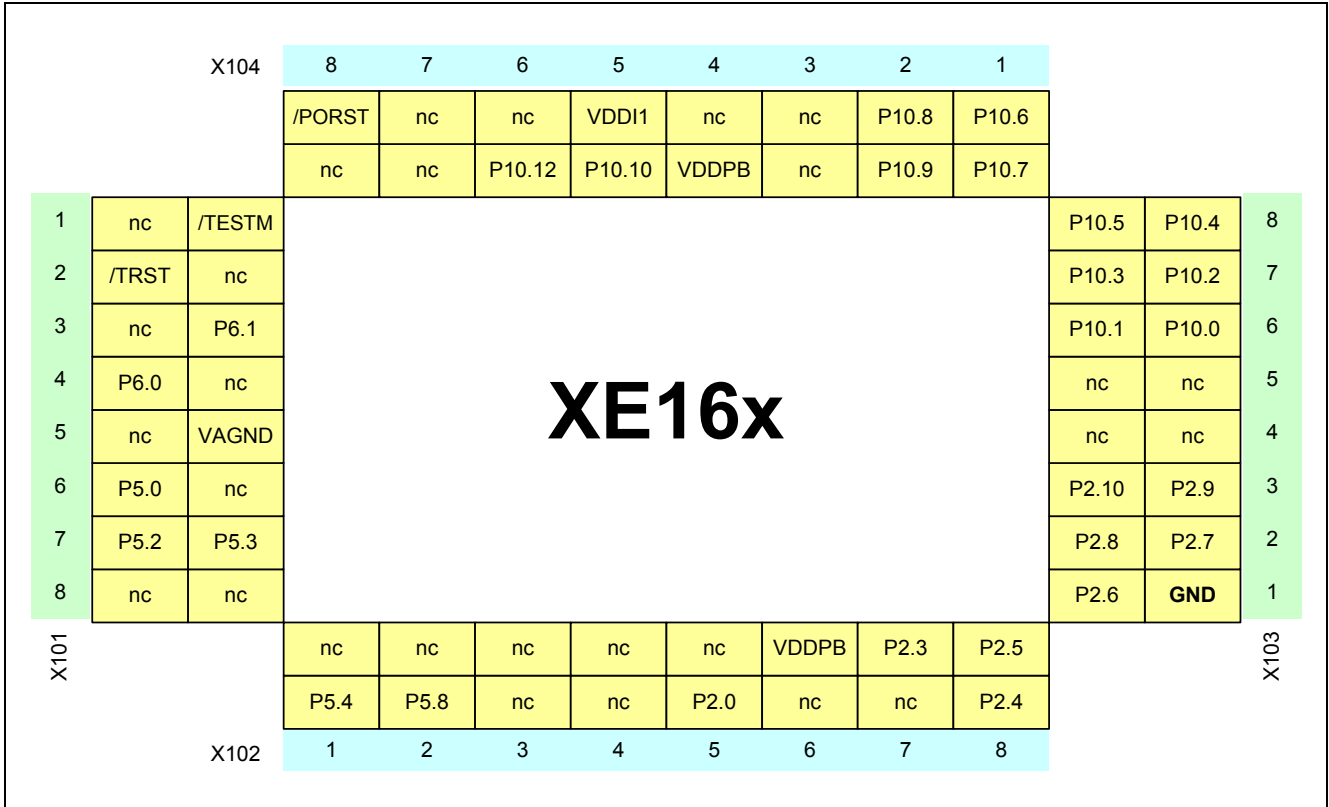 X104 8 7 6 5 4 3 2 1
/PORST nc nc VDDI1 nc nc P10.8 P10.6
nc nc P10.12 P10.10 VDDPB nc P10.9 P10.7
1 nc /TESTM P10.5 P10.4 8
2 /TRST nc P10.3 P10.2 7
3 nc P6.1 P10.1 P10.0 6
4 P6.0 nc nc nc 5
XE16x
5 nc VAGND nc nc 4
6 P5.0 nc P2.10 P2.9 3
7 P5.2 P5.3 P2.8 P2.7 2
8 nc nc P2.6 GND 1
X101 nc nc nc nc nc VDDPB P2.3 P2.5 X103
P5.4 P5.8 nc nc P2.0 nc nc P2.4
X102 1 2 3 4 5 6 7 8